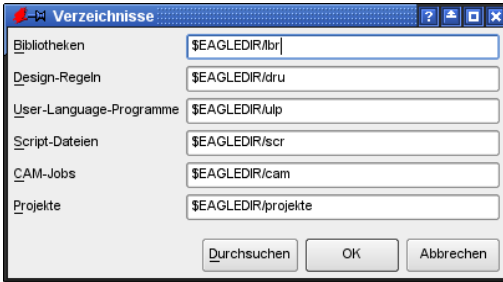 Verzeichnisse
Bibliotheken $EAGLEDIR/lbr
Design-Regeln $EAGLEDIR/dru
User-Language-Programme $EAGLEDIR/ulp
Script-Dateien $EAGLEDIR/scr
CAM-Jobs $EAGLEDIR/cam
Projekte $EAGLEDIR/projekte
Durchsuchen OK Abbrechen